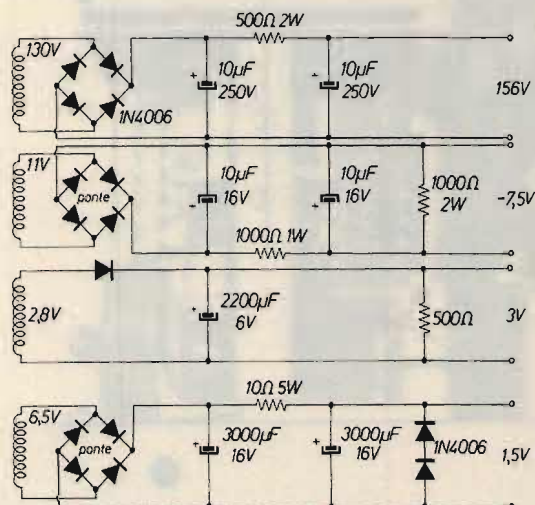 500Ω 2W
130V
1N4006
+ 10µF 250V
+ 10µF 250V
156V
11V
ponte
+ 10µF 16V
+ 10µF 16V
1000Ω 2W
-7,5V
1000Ω 1W
2,8V
+ 2200µF 6V
500Ω
3V
10Ω 5W
6,5V
ponte
+ 3000µF 16V
+ 3000µF 16V
1N4006
1,5V